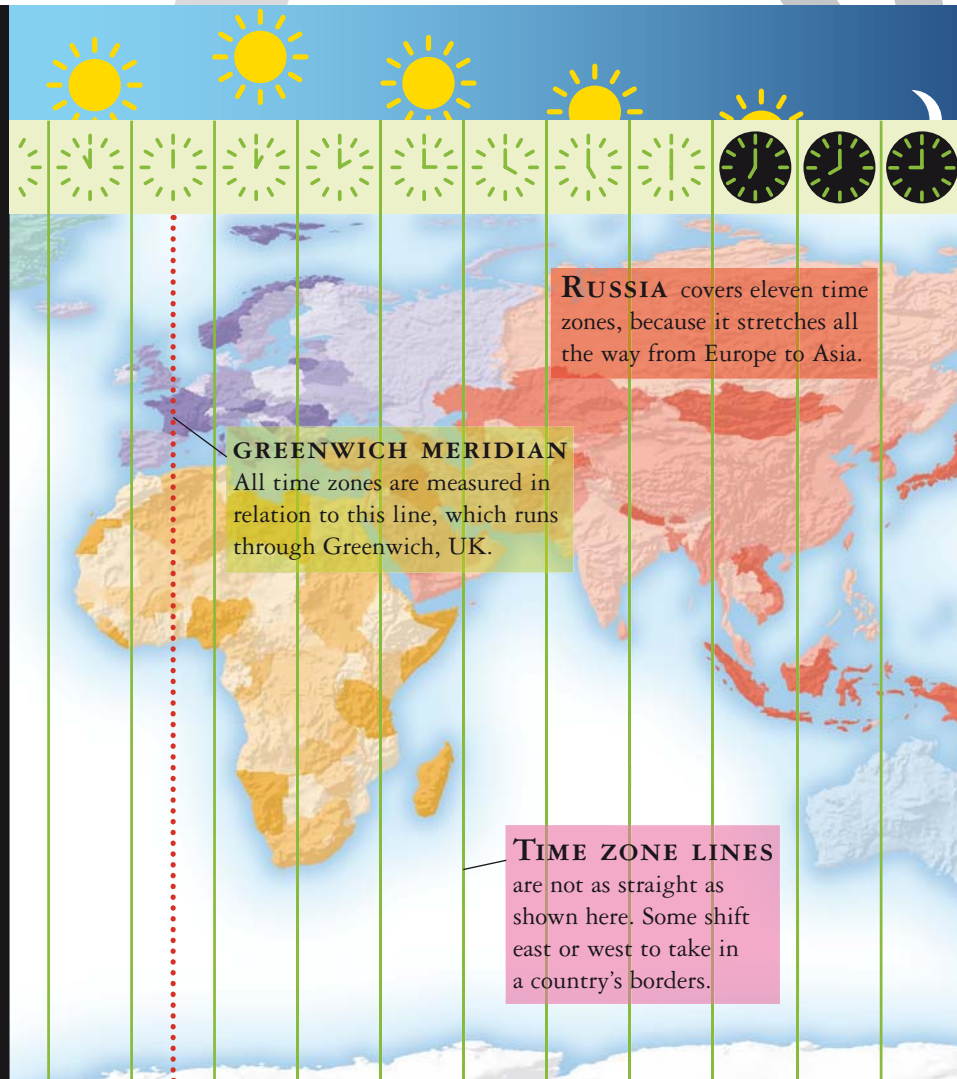 RUSSIA covers eleven time
zones, because it stretches all
the way from Europe to Asia.
GREENWICH MERIDIAN
All time zones are measured in
relation to this line, which runs
through Greenwich, UK.
TIME ZONE LINES
are not as straight as
shown here. Some shift
east or west to take in
a country's borders.